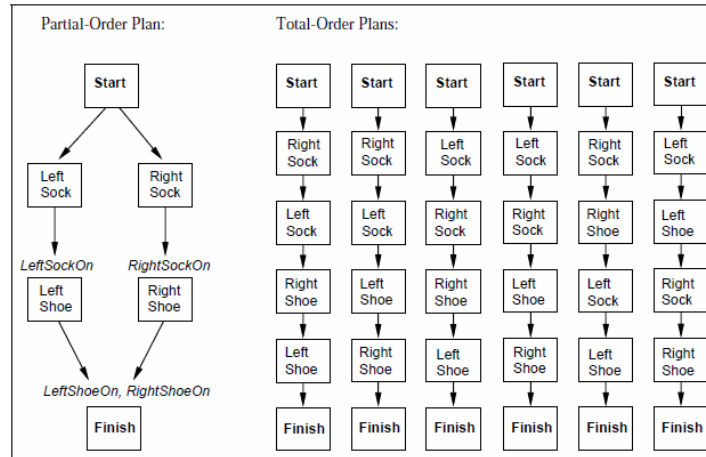 Partial-Order Plan:
Total-Order Plans:
Start
Left
Sock
Right
Sock
LeftSockOn
RightSockOn
Left
Shoe
Right
Shoe
LeftShoeOn, RightShoeOn
Finish
Start
Right
Sock
Left
Sock
Right
Shoe
Left
Shoe
Finish
Start
Right
Sock
Left
Sock
Left
Shoe
Right
Shoe
Finish
Start
Left
Sock
Right
Sock
Right
Shoe
Left
Shoe
Finish
Start
Left
Sock
Right
Sock
Left
Shoe
Right
Shoe
Finish
Start
Right
Sock
Right
Shoe
Left
Sock
Left
Shoe
Finish
Start
Left
Sock
Left
Shoe
Right
Sock
Right
Shoe
Finish